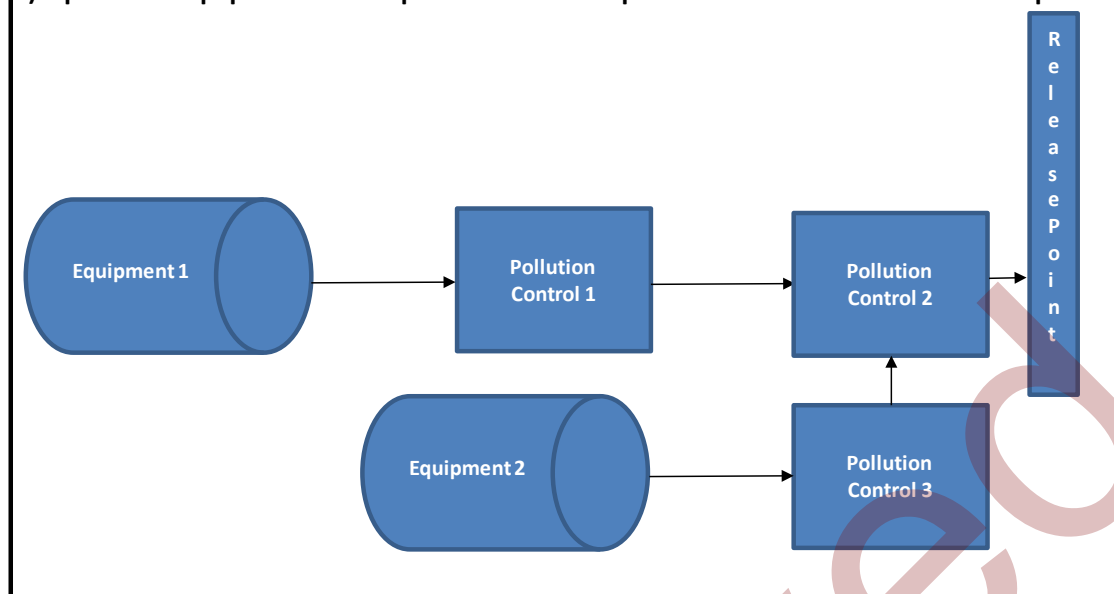 Equipment 1
Pollution
Control 1
Pollution
Control 2
R
e
l
e
a
s
e
P
o
i
n
t
Equipment 2
Pollution
Control 3